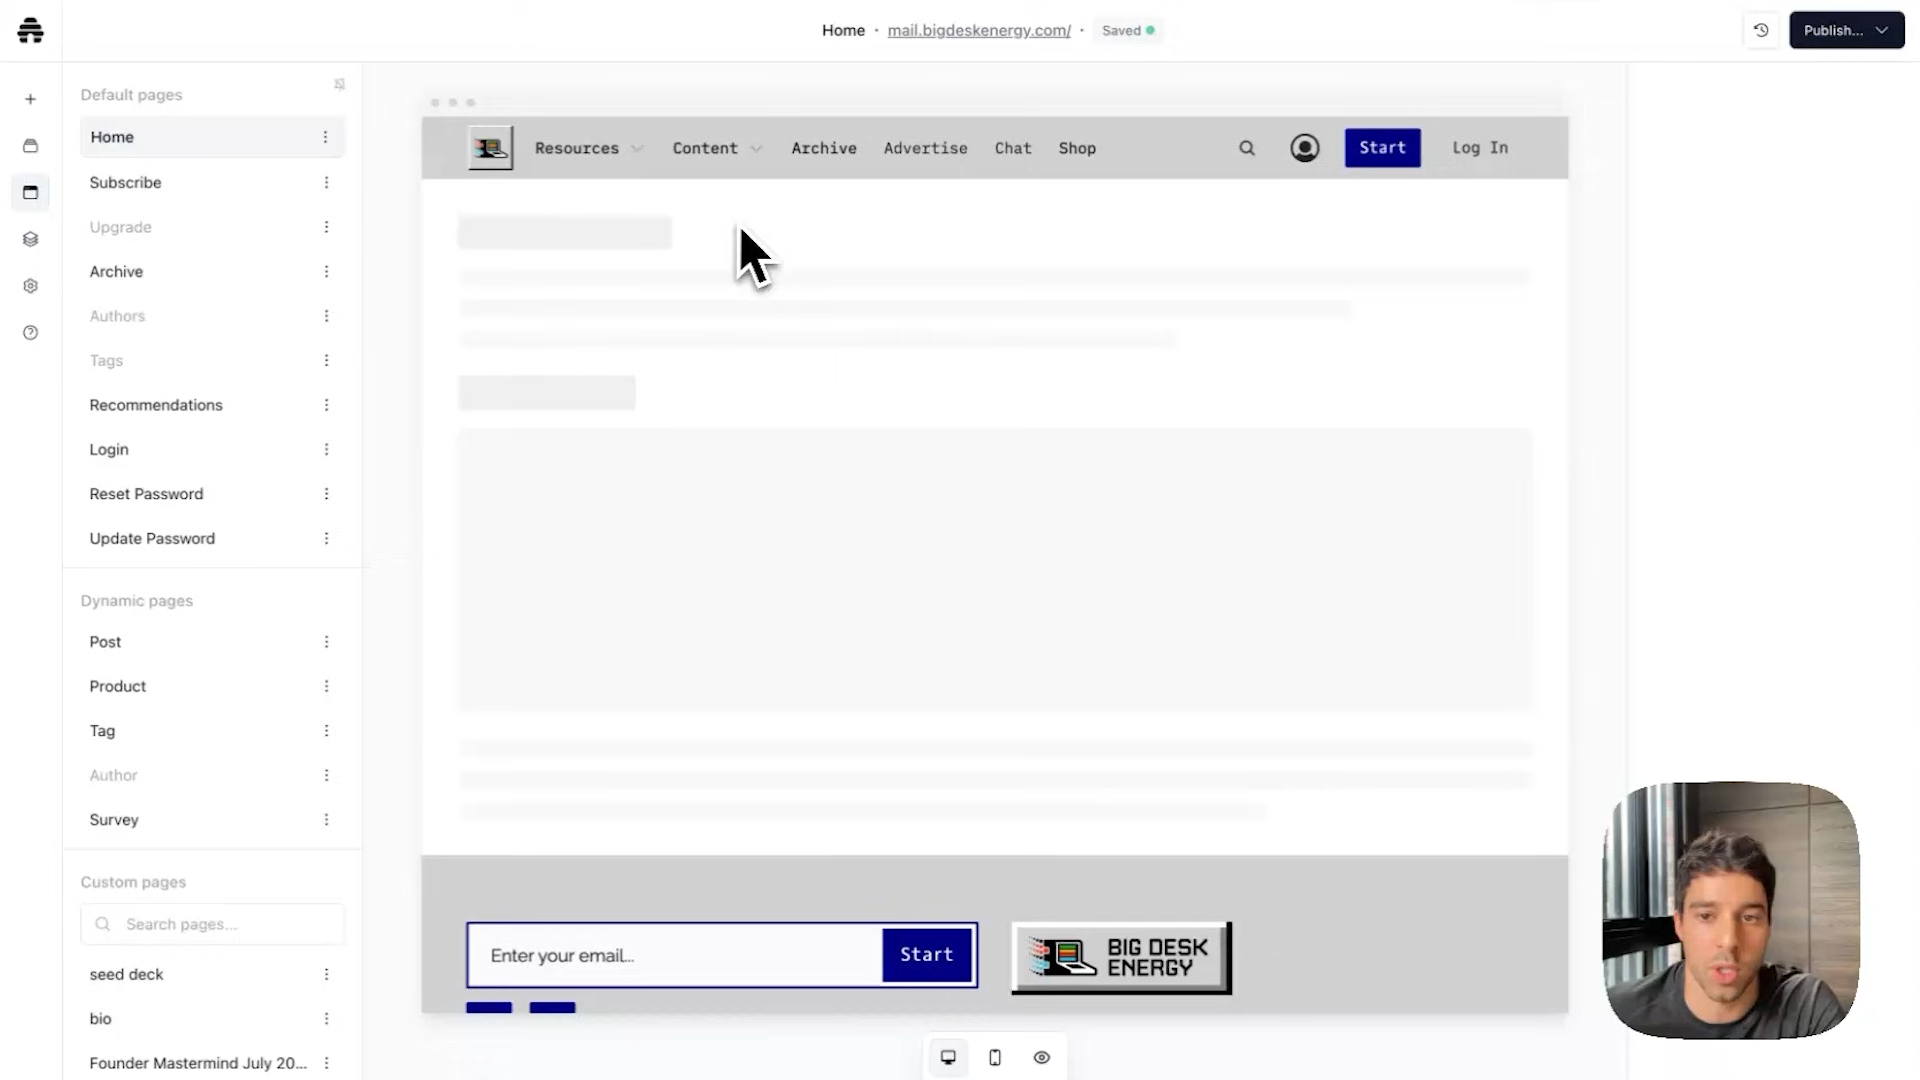 Home · mail.bigdeskenergy.com/ · Saved
Publish...
Default pages
Home
Subscribe
Upgrade
Archive
Authors
Tags
Recommendations
Login
Reset Password
Update Password
Dynamic pages
Post
Product
Tag
Author
Survey
Custom pages
Search pages...
seed deck
bio
Founder Mastermind July 20...
Resources Content Archive Advertise Chat Shop Start Log In
Enter your email... Start
BIG DESK
ENERGY